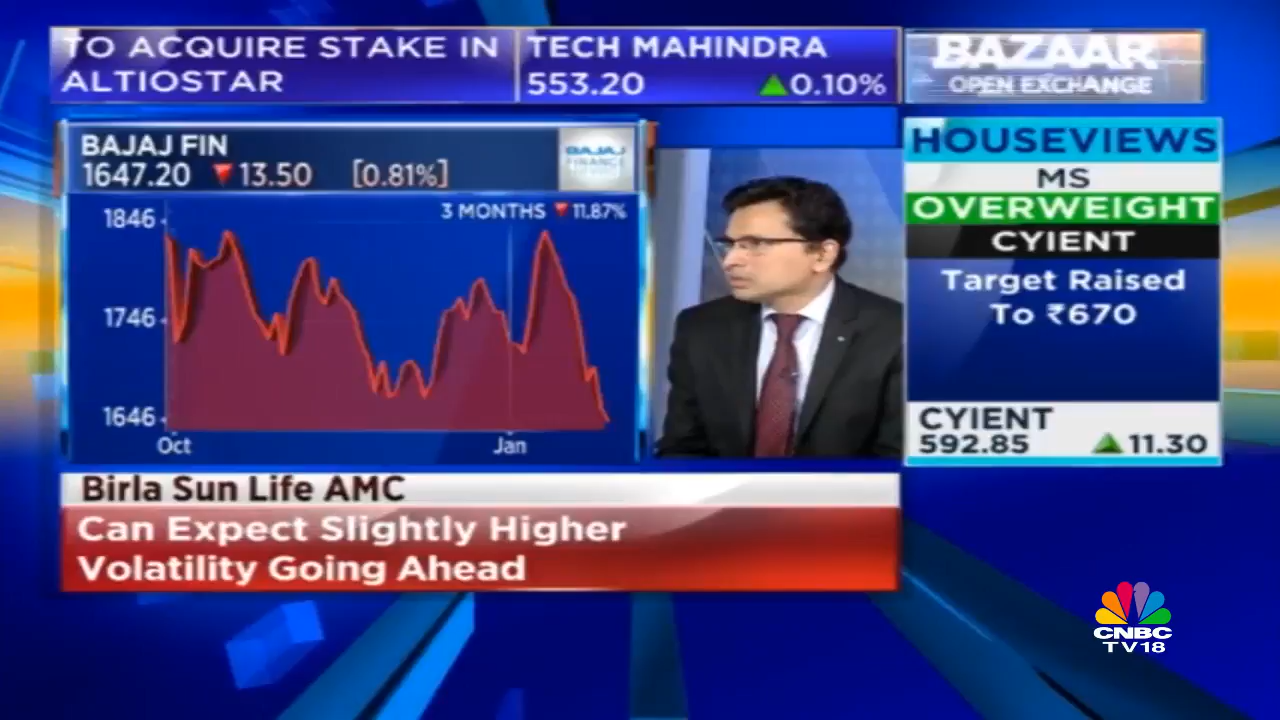 TO ACQUIRE STAKE IN
ALTIOSTAR
TECH MAHINDRA
553.20 ▲0.10%
BAZAAR
OPEN EXCHANGE
BAJAJ FIN
1647.20 ▼13.50 [0.81%]
BAJAJ
FINANCE
3 MONTHS ▼11.87%
1846
1746
1646
Oct Jan
HOUSEVIEWS
MS
OVERWEIGHT
CYIENT
Target Raised
To ₹670
CYIENT
592.85 ▲11.30
Birla Sun Life AMC
Can Expect Slightly Higher
Volatility Going Ahead
CNBC
TV18